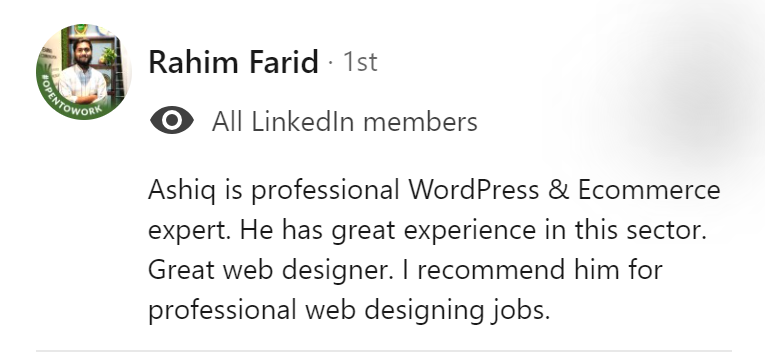 Rahim Farid · 1st
#OPENTOWORK
All LinkedIn members
Ashiq is professional WordPress & Ecommerce
expert. He has great experience in this sector.
Great web designer. I recommend him for
professional web designing jobs.